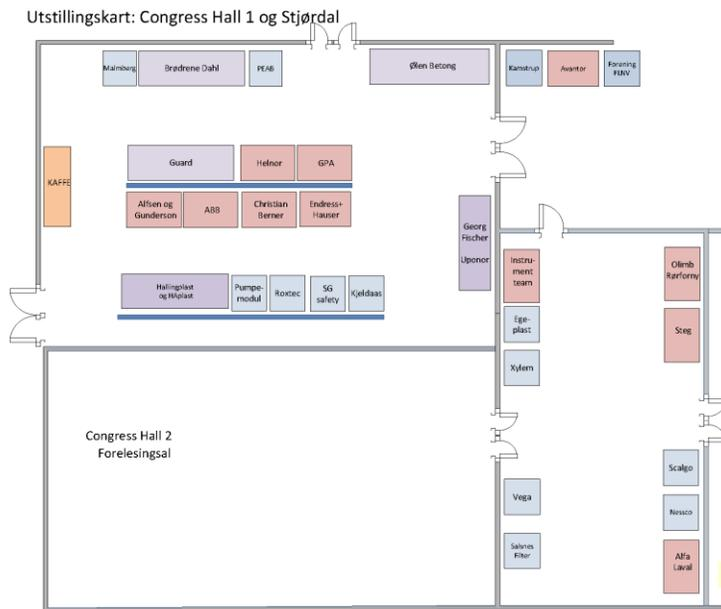 Utstillingskart: Congress Hall 1 og Stjørdal
Malmberg
Brødrene Dahl
PEAB
Ølen Betong
Kamstrup
Avantor
Forening
KAFFE
Guard
Helnor
GPA
Alfsen og
Gunderson
ABB
Christian
Berner
Endress+
Hauser
Georg
Fischer
Uponor
Hallingplast
og HAplast
Pumpe-
modul
Roxtec
SG
safety
Kjeldaas
Instru-
ment
team
Olimb
Rørforny
Ege-
plast
Steg
Xylem
Congress Hall 2
Forelesingsal
Scalgo
Vega
Nessco
Salsnes
Filter
Alfa
Laval